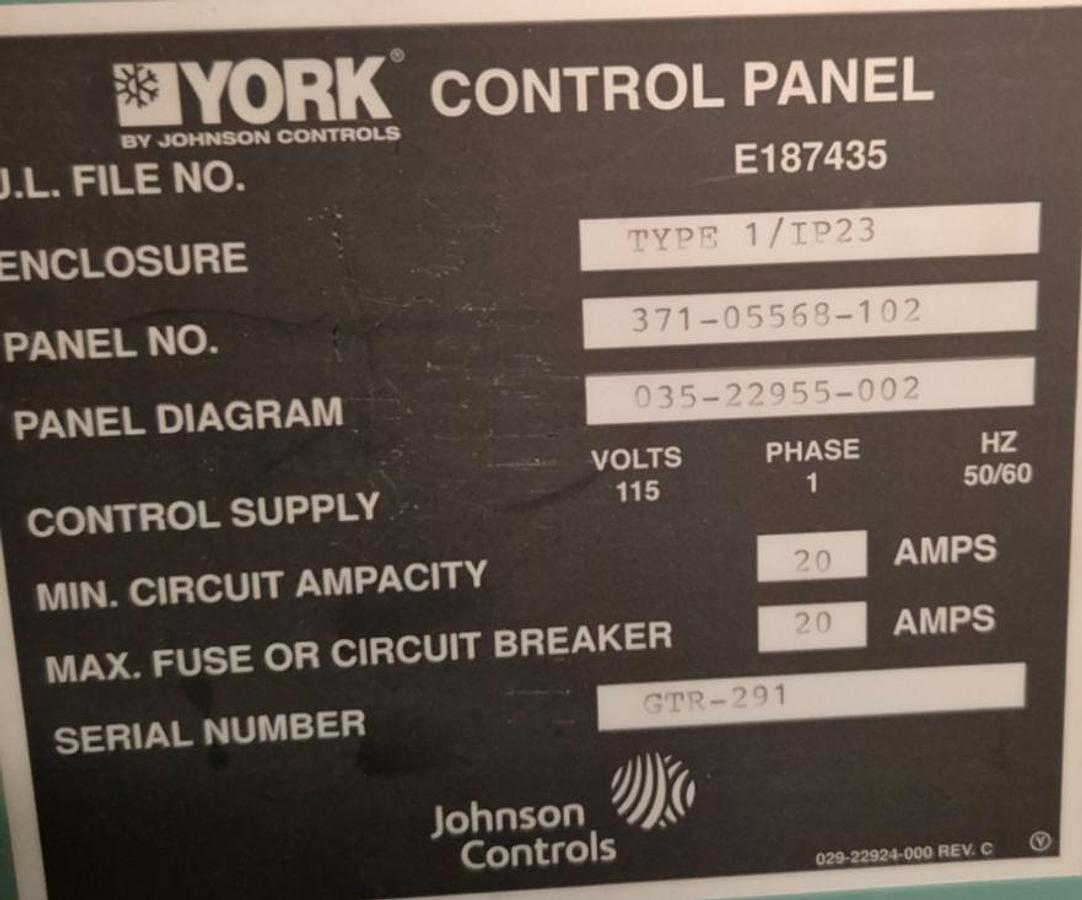 YORK® CONTROL PANEL
BY JOHNSON CONTROLS
U.L. FILE NO. E187435
ENCLOSURE TYPE 1/IP23
PANEL NO. 371-05568-102
PANEL DIAGRAM 035-22955-002
VOLTS PHASE HZ
CONTROL SUPPLY 115 1 50/60
MIN. CIRCUIT AMPACITY 20 AMPS
MAX. FUSE OR CIRCUIT BREAKER 20 AMPS
SERIAL NUMBER GTR-291
Johnson
Controls
029-22924-000 REV. C Y